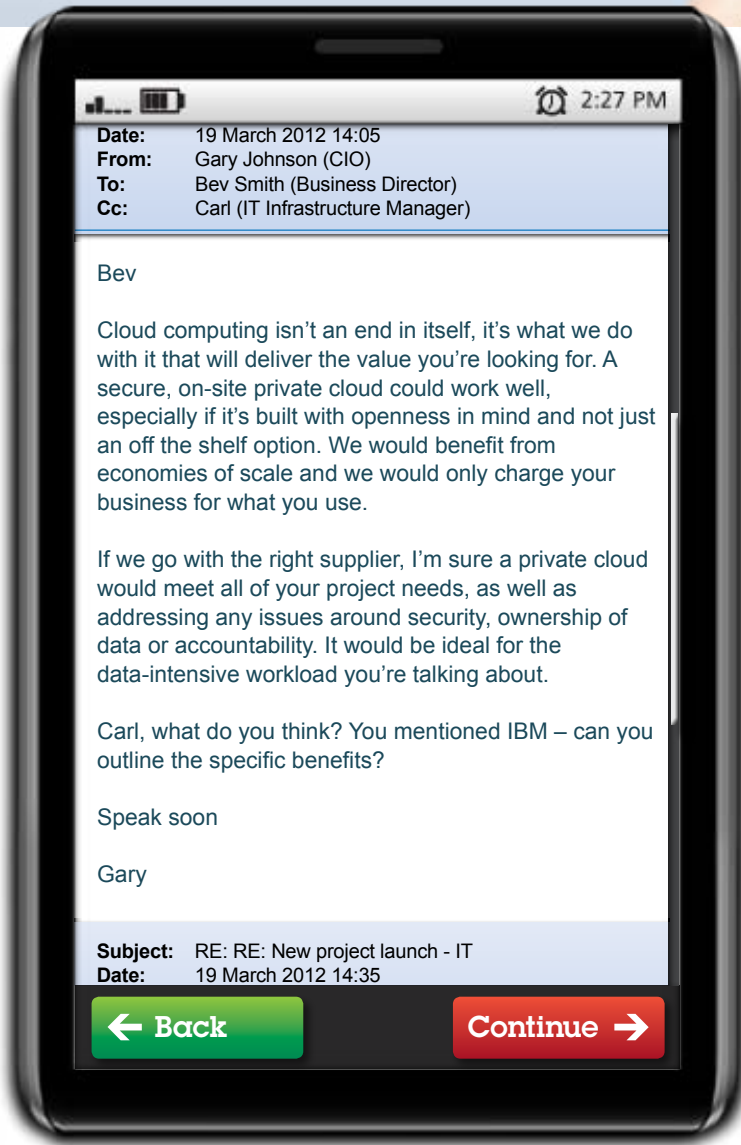 2:27 PM
Date: 19 March 2012 14:05
From: Gary Johnson (CIO)
To: Bev Smith (Business Director)
Cc: Carl (IT Infrastructure Manager)
Bev
Cloud computing isn’t an end in itself, it’s what we do
with it that will deliver the value you’re looking for. A
secure, on-site private cloud could work well,
especially if it’s built with openness in mind and not just
an off the shelf option. We would benefit from
economies of scale and we would only charge your
business for what you use.
If we go with the right supplier, I’m sure a private cloud
would meet all of your project needs, as well as
addressing any issues around security, ownership of
data or accountability. It would be ideal for the
data-intensive workload you’re talking about.
Carl, what do you think? You mentioned IBM – can you
outline the specific benefits?
Speak soon
Gary
Subject: RE: RE: New project launch - IT
Date: 19 March 2012 14:35
Back
Continue